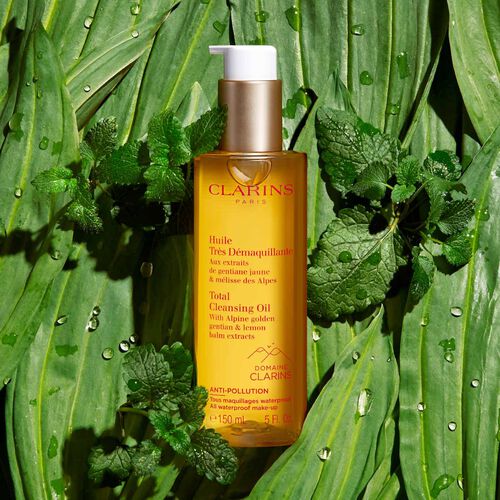 CLARINS
PARIS
Huile
Très Démaquillante
Aux extraits
de gentiane jaune
& mélisse des Alpes
Total
Cleansing Oil
With Alpine golden
gentian & lemon
balm extracts
DOMAINE
CLARINS
ANTI-POLLUTION
Tous maquillages waterproof
All waterproof make-up
℮150 ml 5 Fl.